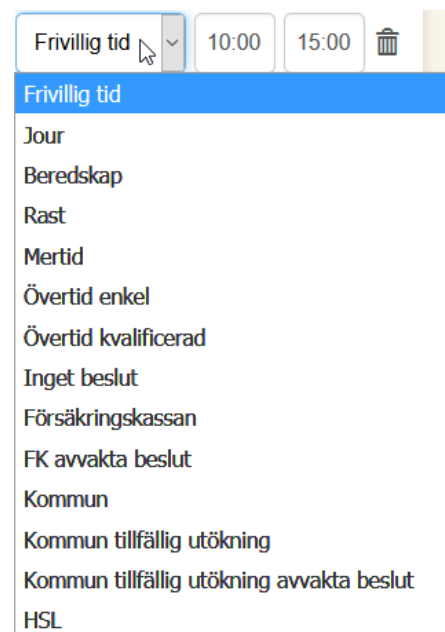 Frivillig tid 10:00 15:00
Frivillig tid
Jour
Beredskap
Rast
Mertid
Övertid enkel
Övertid kvalificerad
Inget beslut
Försäkringskassan
FK avvakta beslut
Kommun
Kommun tillfällig utökning
Kommun tillfällig utökning avvakta beslut
HSL